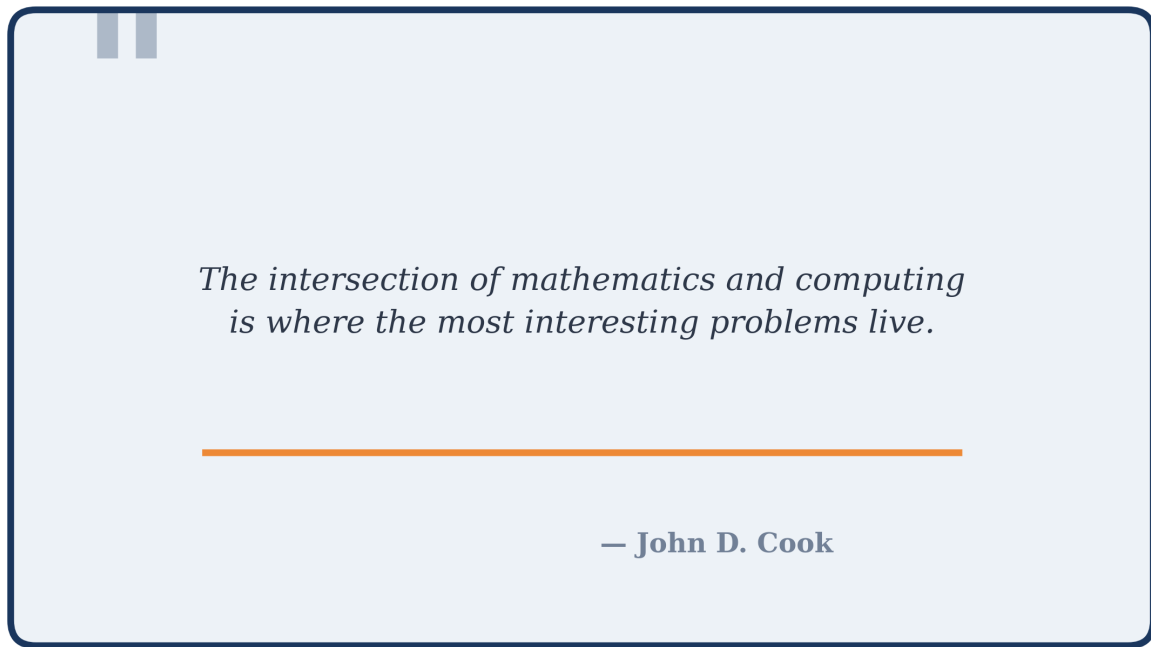 "
The intersection of mathematics and computing
is where the most interesting problems live.
— John D. Cook